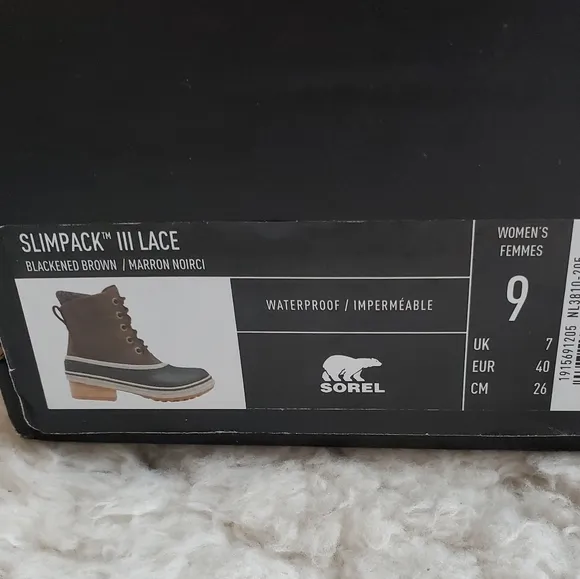 SLIMPACK™ III LACE
BLACKENED BROWN / MARRON NOIRCI
WATERPROOF / IMPERMÉABLE
SOREL
WOMEN'S
FEMMES
9
UK 7
EUR 40
CM 26
1915691205 NL3810-205